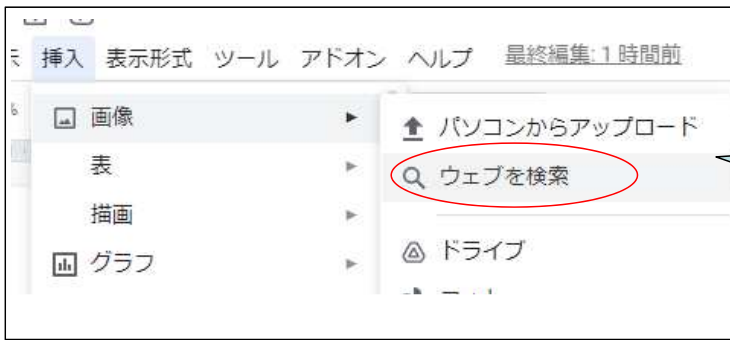 挿入 表示形式 ツール アドオン ヘルプ 最終編集: 1 時間前
画像
パソコンからアップロード
表
ウェブを検索
描画
グラフ
ドライブ